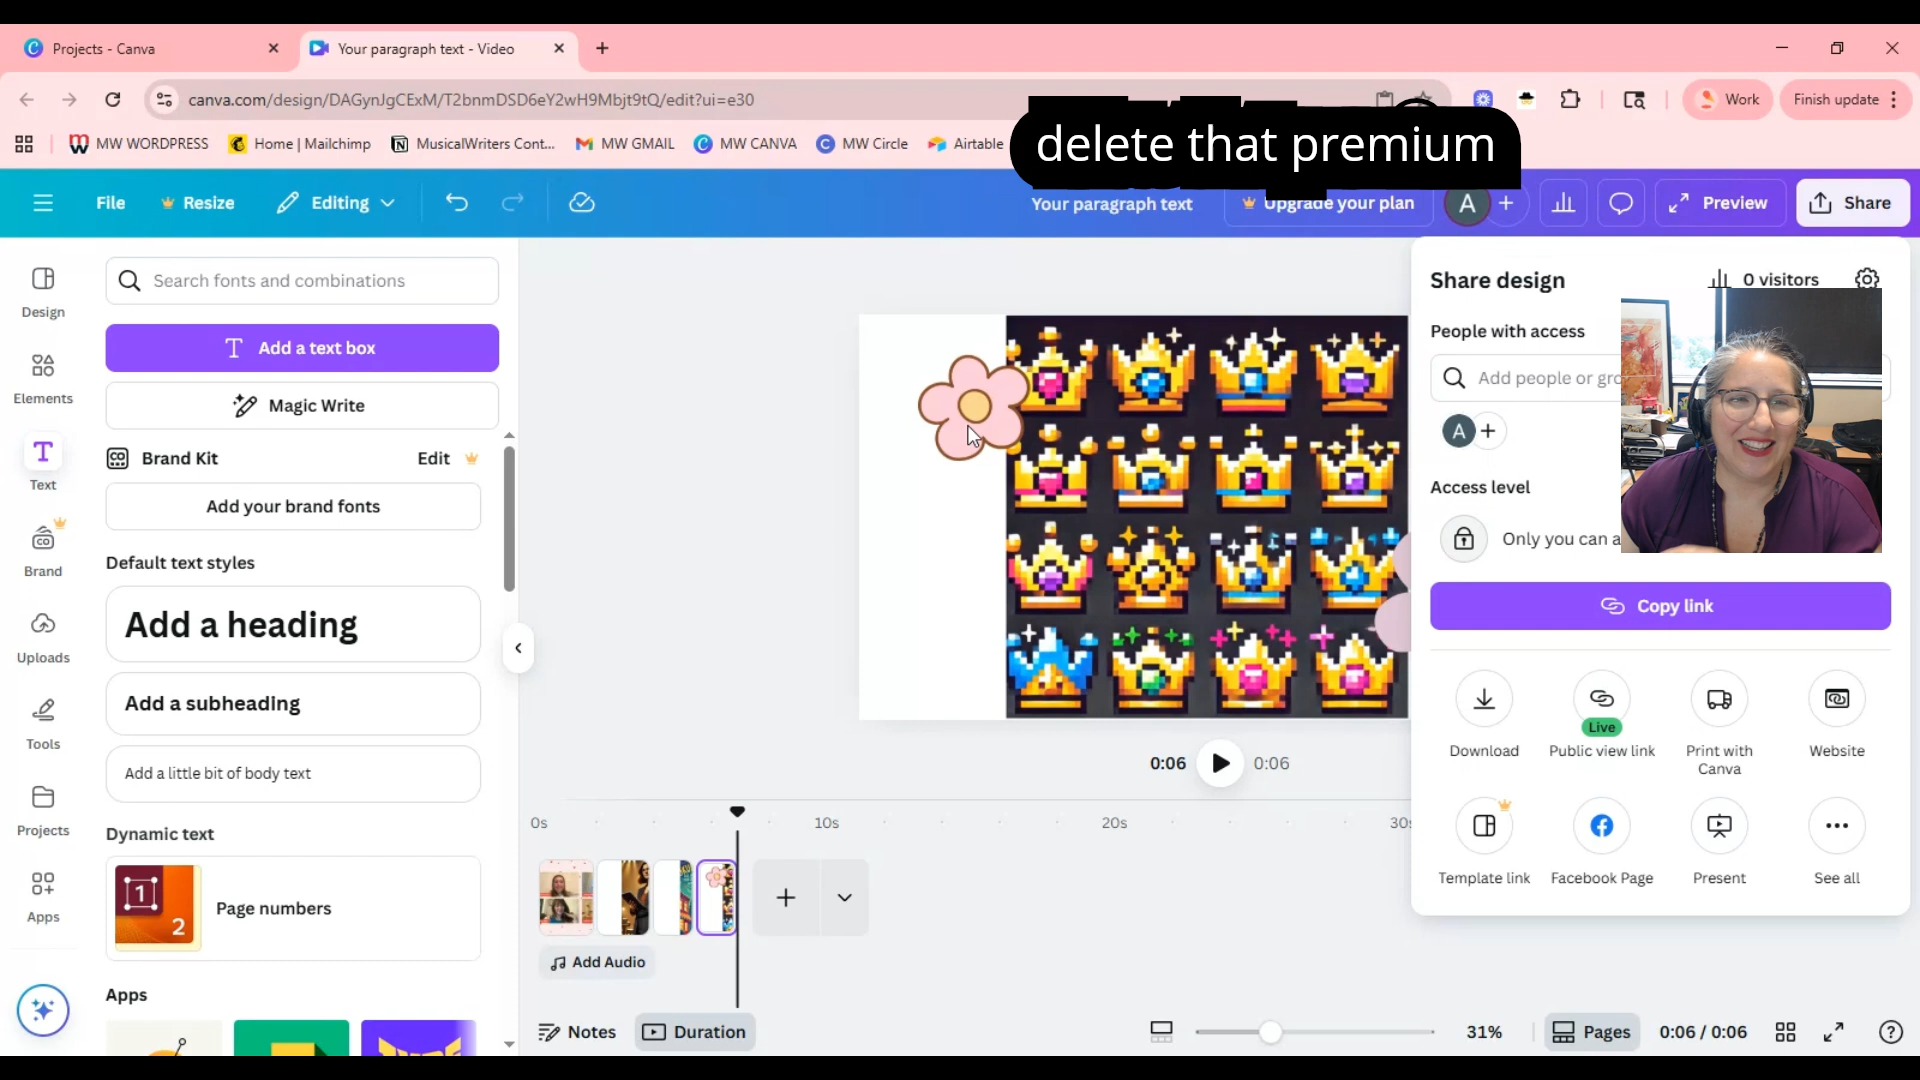 Projects - Canva
Your paragraph text - Video
canva.com/design/DAGynJgCExM/T2bnmDSD6eY2wH9Mbjt9tQ/edit?ui=e30
Work
Finish update
MW WORDPRESS
Home | Mailchimp
MusicalWriters Cont...
MW GMAIL
MW CANVA
MW Circle
Airtable
delete that premium
File
Resize
Editing
Your paragraph text
Upgrade your plan
A
Preview
Share
Design
Elements
Text
Brand
Uploads
Tools
Projects
Apps
Search fonts and combinations
Add a text box
Magic Write
Brand Kit
Edit
Add your brand fonts
Default text styles
Add a heading
Add a subheading
Add a little bit of body text
Dynamic text
1
2
Page numbers
Apps
0:06
0:06
0s
10s
20s
30s
Add Audio
Notes
Duration
31%
Pages
0:06 / 0:06
Share design
0 visitors
People with access
Add people or gro
A
Access level
Only you can a
Copy link
Download
Live
Public view link
Print with
Canva
Website
Template link
Facebook Page
Present
See all